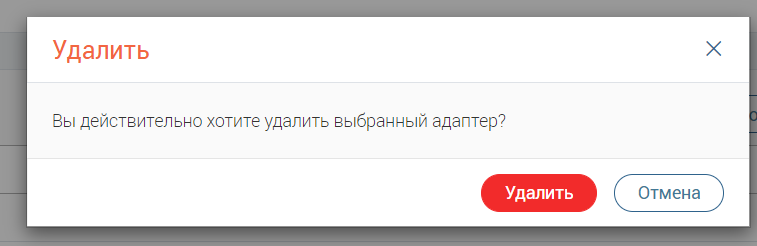 Удалить
Вы действительно хотите удалить выбранный адаптер?
Удалить Отмена